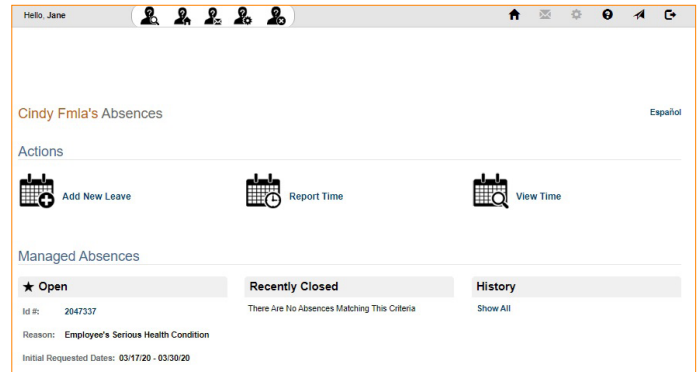 Hello, Jane
Cindy Fmla's Absences
Español
Actions
Add New Leave
Report Time
View Time
Managed Absences
★ Open
Recently Closed
History
Id #: 2047337
There Are No Absences Matching This Criteria
Show All
Reason: Employee's Serious Health Condition
Initial Requested Dates: 03/17/20 - 03/30/20